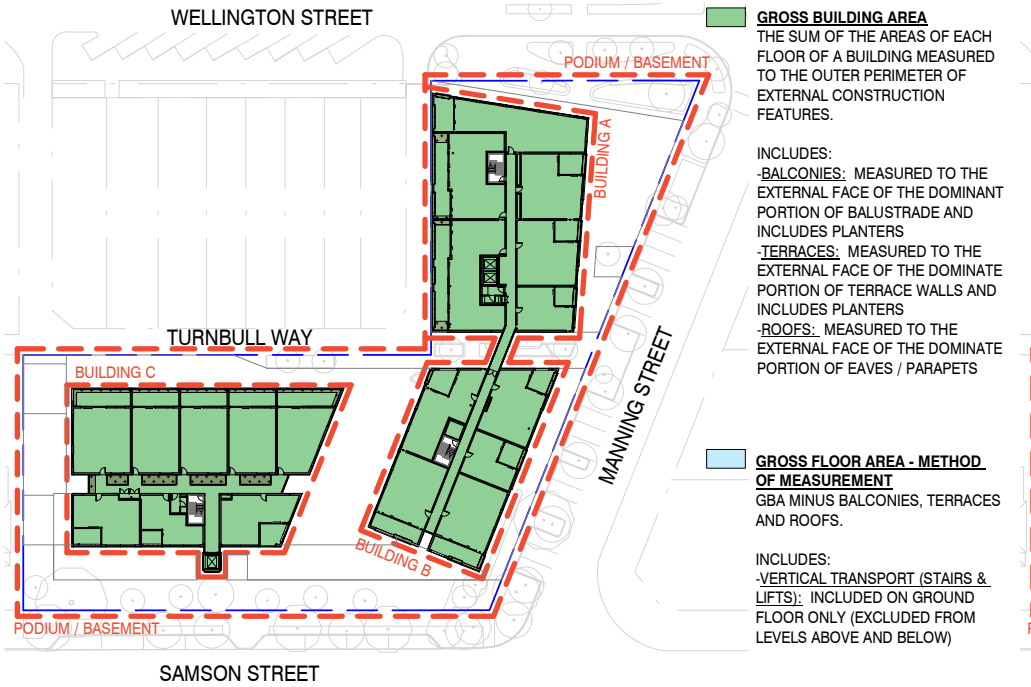 WELLINGTON STREET
PODIUM / BASEMENT
BUILDING A
TURNBULL WAY
BUILDING C
MANNING STREET
BUILDING B
PODIUM / BASEMENT
SAMSON STREET
GROSS BUILDING AREA
THE SUM OF THE AREAS OF EACH
FLOOR OF A BUILDING MEASURED
TO THE OUTER PERIMETER OF
EXTERNAL CONSTRUCTION
FEATURES.
INCLUDES:
-BALCONIES: MEASURED TO THE
EXTERNAL FACE OF THE DOMINANT
PORTION OF BALUSTRADE AND
INCLUDES PLANTERS
-TERRACES: MEASURED TO THE
EXTERNAL FACE OF THE DOMINATE
PORTION OF TERRACE WALLS AND
INCLUDES PLANTERS
-ROOFS: MEASURED TO THE
EXTERNAL FACE OF THE DOMINATE
PORTION OF EAVES / PARAPETS
GROSS FLOOR AREA - METHOD
OF MEASUREMENT
GBA MINUS BALCONIES, TERRACES
AND ROOFS.
INCLUDES:
-VERTICAL TRANSPORT (STAIRS &
LIFTS): INCLUDED ON GROUND
FLOOR ONLY (EXCLUDED FROM
LEVELS ABOVE AND BELOW)